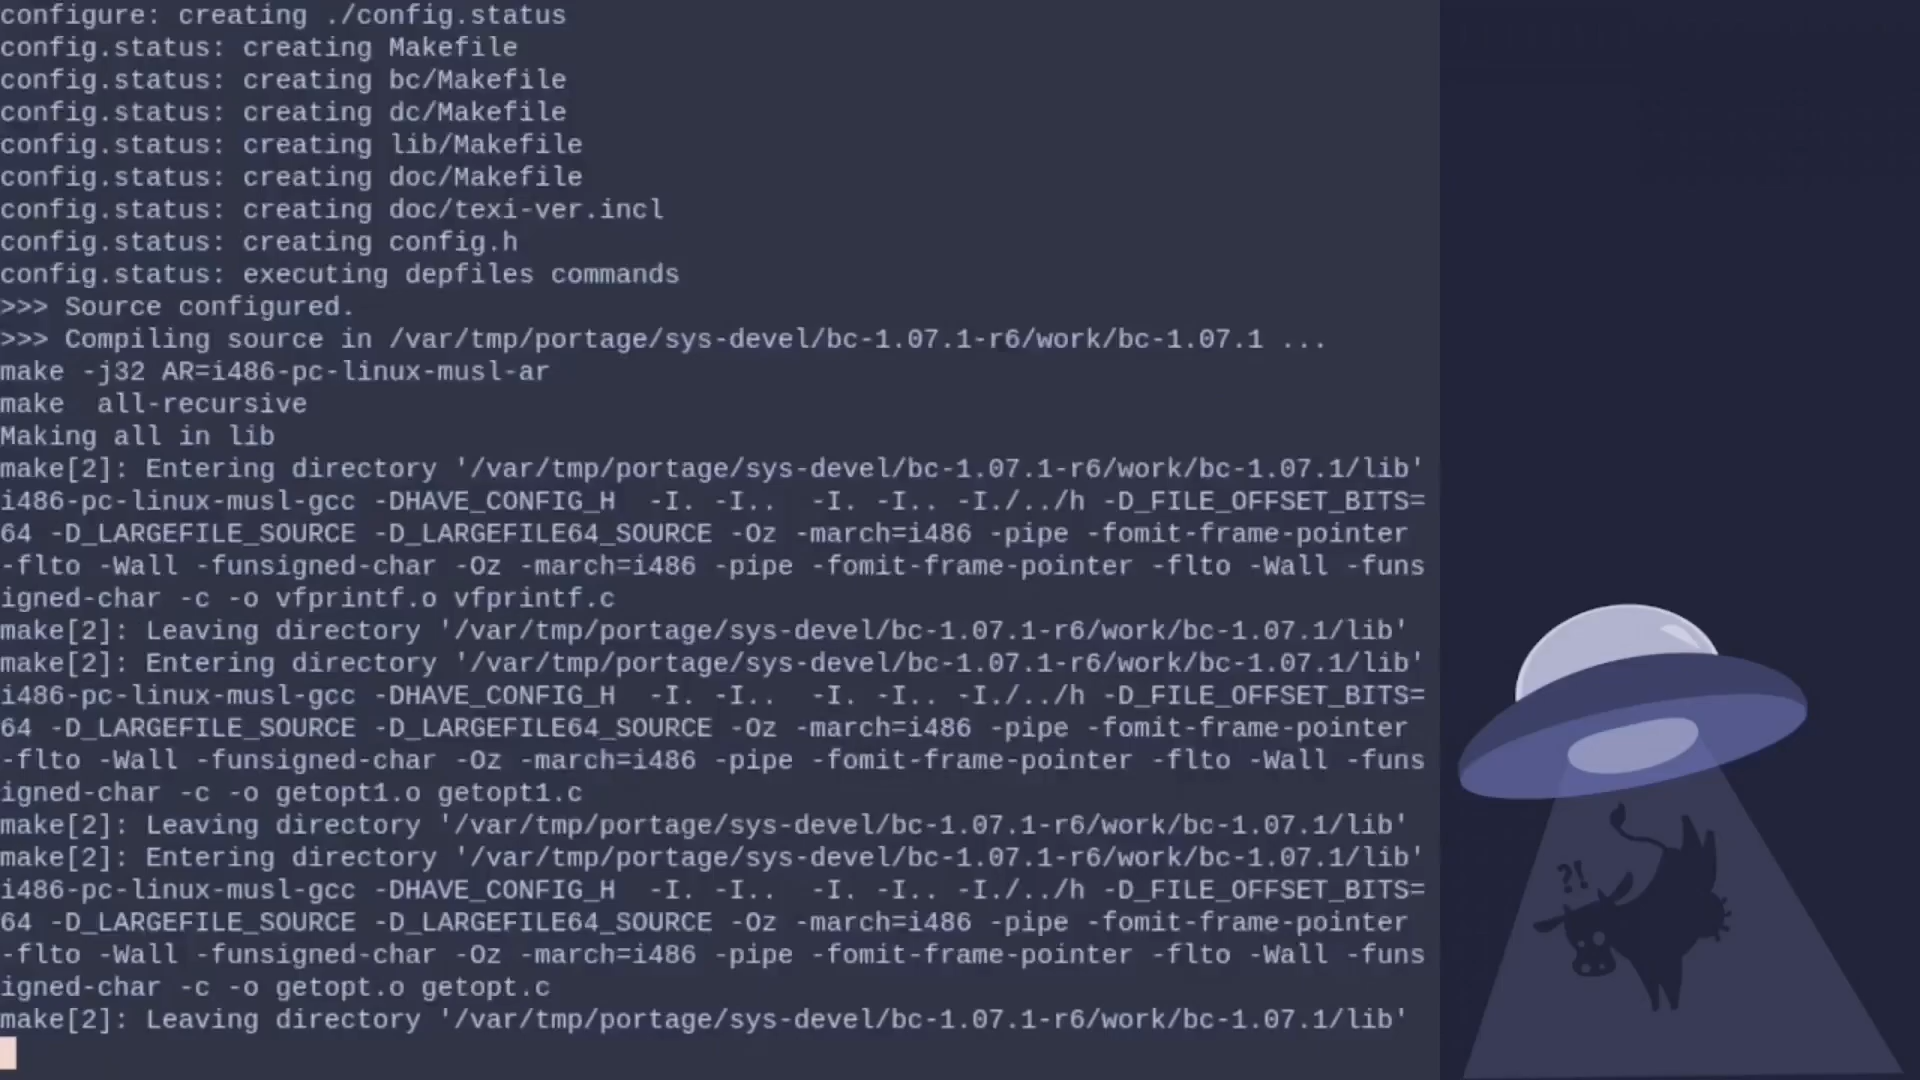 configure: creating ./config.status
config.status: creating Makefile
config.status: creating bc/Makefile
config.status: creating dc/Makefile
config.status: creating lib/Makefile
config.status: creating doc/Makefile
config.status: creating doc/texi-ver.incl
config.status: creating config.h
config.status: executing depfiles commands
>>> Source configured.
>>> Compiling source in /var/tmp/portage/sys-devel/bc-1.07.1-r6/work/bc-1.07.1 ...
make -j32 AR=i486-pc-linux-musl-ar
make  all-recursive
Making all in lib
make[2]: Entering directory '/var/tmp/portage/sys-devel/bc-1.07.1-r6/work/bc-1.07.1/lib'
i486-pc-linux-musl-gcc -DHAVE_CONFIG_H  -I. -I..  -I. -I.. -I./../h -D_FILE_OFFSET_BITS=
64 -D_LARGEFILE_SOURCE -D_LARGEFILE64_SOURCE -Oz -march=i486 -pipe -fomit-frame-pointer
-flto -Wall -funsigned-char -Oz -march=i486 -pipe -fomit-frame-pointer -flto -Wall -funs
igned-char -c -o vfprintf.o vfprintf.c
make[2]: Leaving directory '/var/tmp/portage/sys-devel/bc-1.07.1-r6/work/bc-1.07.1/lib'
make[2]: Entering directory '/var/tmp/portage/sys-devel/bc-1.07.1-r6/work/bc-1.07.1/lib'
i486-pc-linux-musl-gcc -DHAVE_CONFIG_H  -I. -I..  -I. -I.. -I./../h -D_FILE_OFFSET_BITS=
64 -D_LARGEFILE_SOURCE -D_LARGEFILE64_SOURCE -Oz -march=i486 -pipe -fomit-frame-pointer
-flto -Wall -funsigned-char -Oz -march=i486 -pipe -fomit-frame-pointer -flto -Wall -funs
igned-char -c -o getopt1.o getopt1.c
make[2]: Leaving directory '/var/tmp/portage/sys-devel/bc-1.07.1-r6/work/bc-1.07.1/lib'
make[2]: Entering directory '/var/tmp/portage/sys-devel/bc-1.07.1-r6/work/bc-1.07.1/lib'
i486-pc-linux-musl-gcc -DHAVE_CONFIG_H  -I. -I..  -I. -I.. -I./../h -D_FILE_OFFSET_BITS=
64 -D_LARGEFILE_SOURCE -D_LARGEFILE64_SOURCE -Oz -march=i486 -pipe -fomit-frame-pointer
-flto -Wall -funsigned-char -Oz -march=i486 -pipe -fomit-frame-pointer -flto -Wall -funs
igned-char -c -o getopt.o getopt.c
make[2]: Leaving directory '/var/tmp/portage/sys-devel/bc-1.07.1-r6/work/bc-1.07.1/lib'
?!